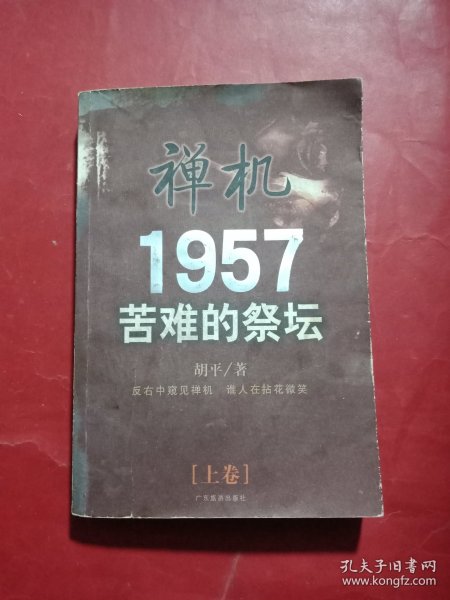 禅机
1957
苦难的祭坛
胡平/著
反右中窥见禅机 谁人在拈花微笑
[上卷]
广东旅游出版社
孔夫子旧书网
www.kongfz.com